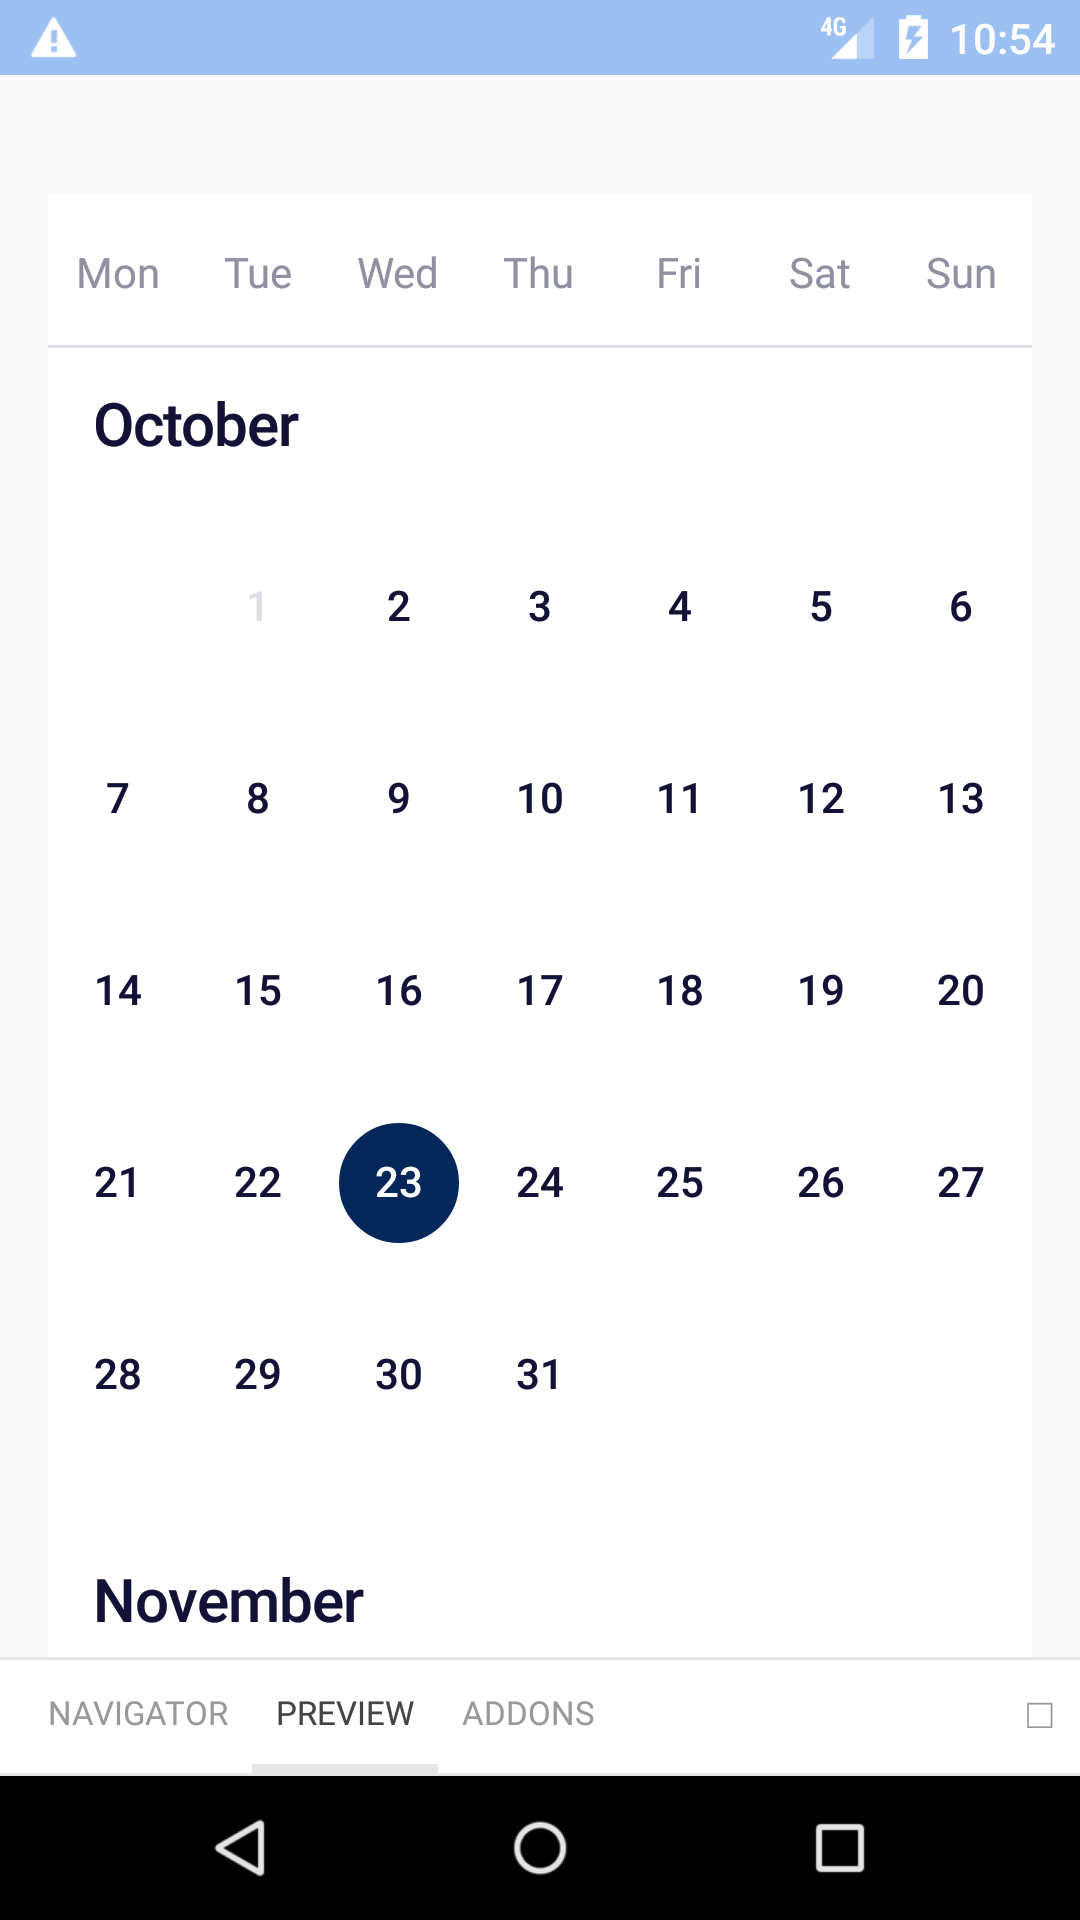 4G 10:54
Mon Tue Wed Thu Fri Sat Sun
October
1 2 3 4 5 6
7 8 9 10 11 12 13
14 15 16 17 18 19 20
21 22 23 24 25 26 27
28 29 30 31
November
NAVIGATOR PREVIEW ADDONS